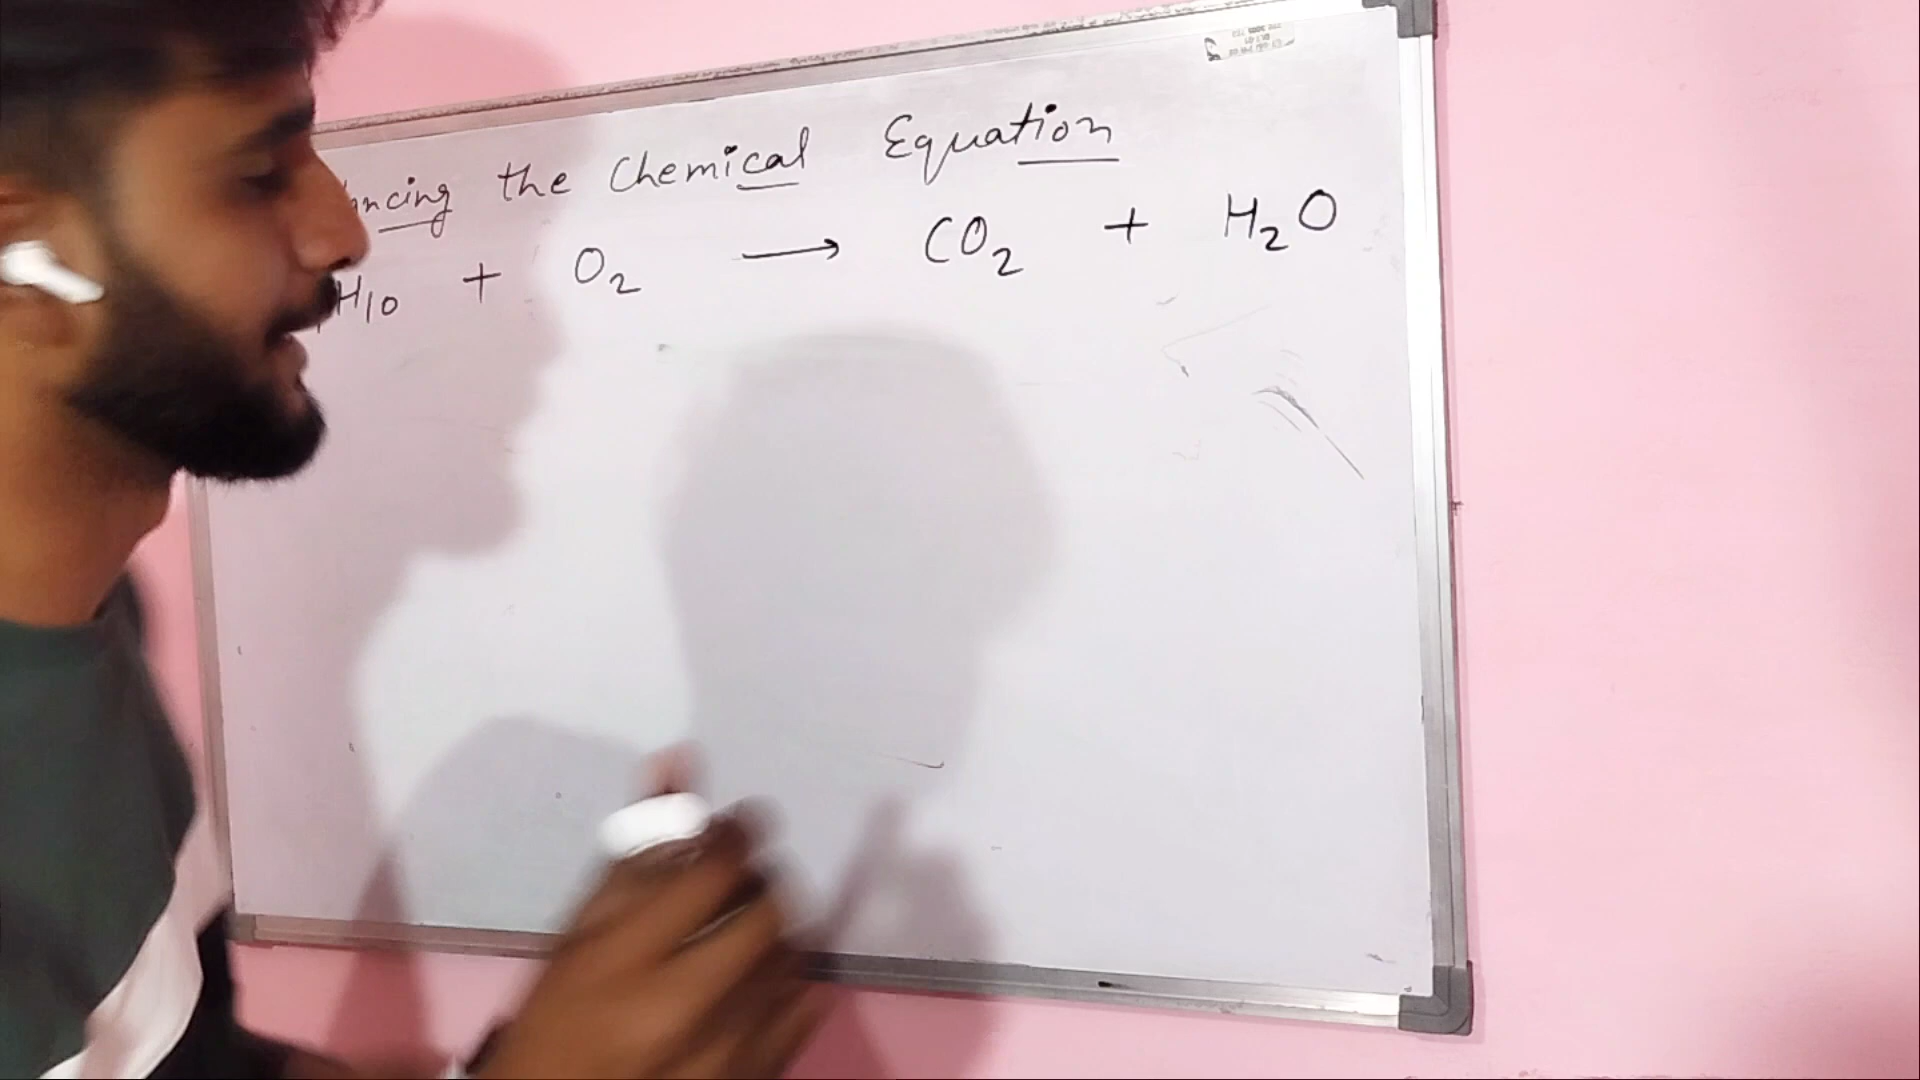 ncing the Chemical Equation
H10 + O2 → CO2 + H2O